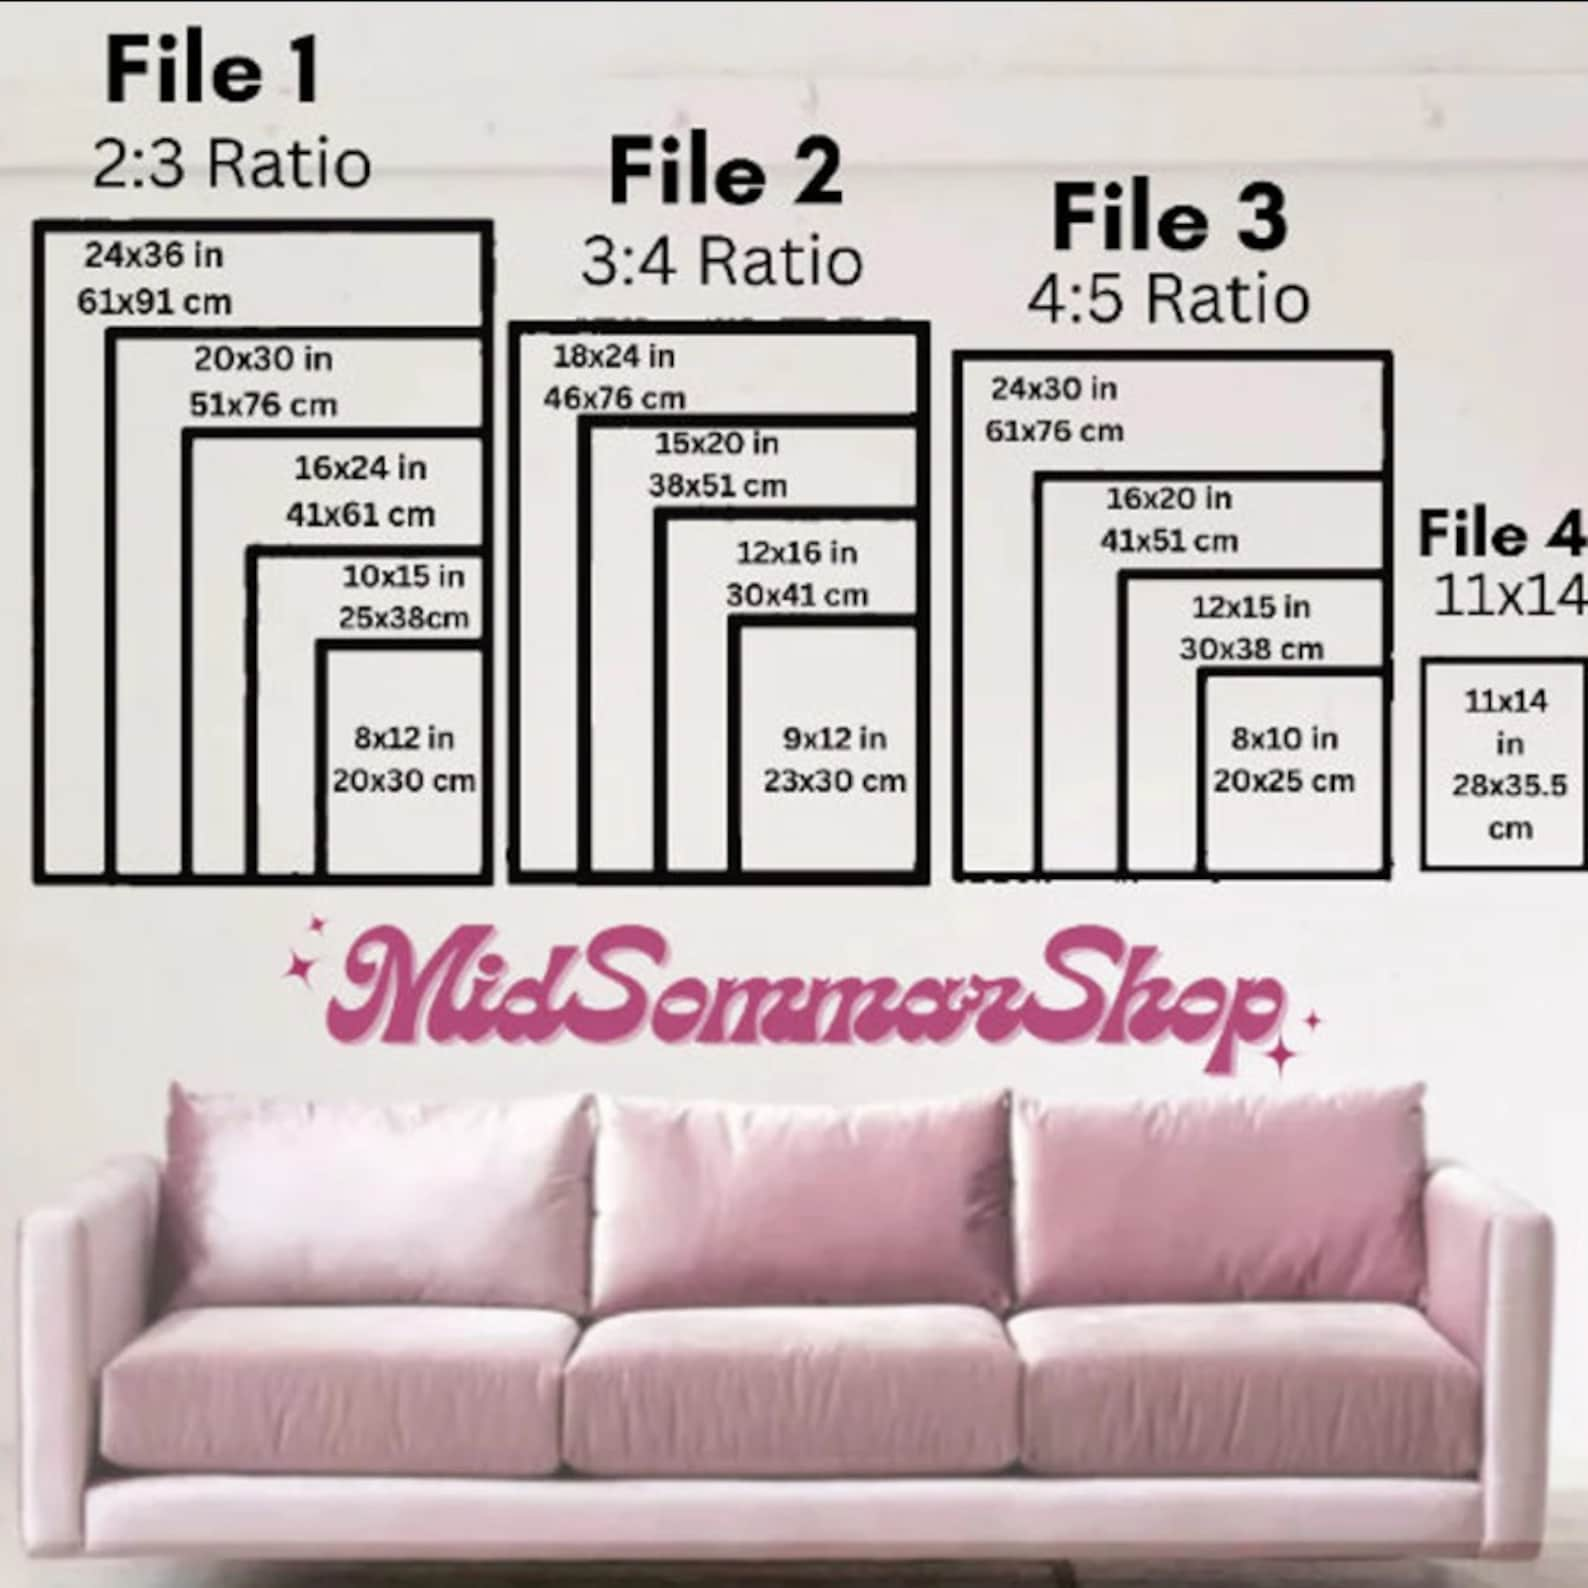 File 1
2:3 Ratio
24x36 in
61x91 cm
20x30 in
51x76 cm
16x24 in
41x61 cm
10x15 in
25x38cm
8x12 in
20x30 cm
File 2
3:4 Ratio
18x24 in
46x76 cm
15x20 in
38x51 cm
12x16 in
30x41 cm
9x12 in
23x30 cm
File 3
4:5 Ratio
24x30 in
61x76 cm
16x20 in
41x51 cm
12x15 in
30x38 cm
8x10 in
20x25 cm
File 4
11x14
11x14
in
28x35.5
cm
MidSommarShop